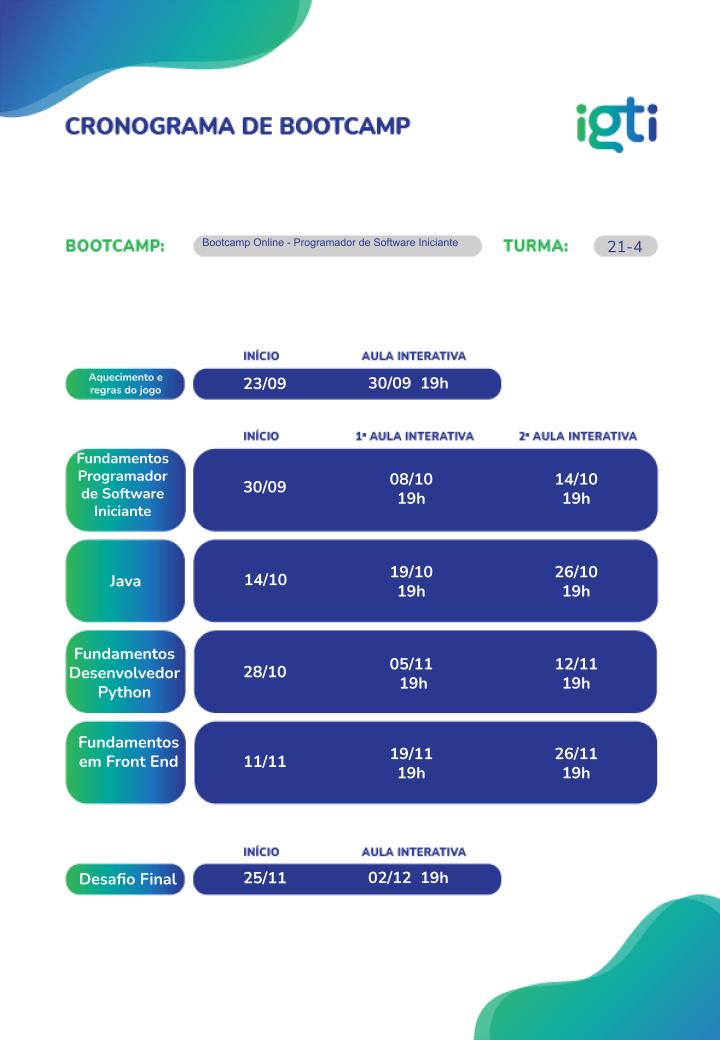 CRONOGRAMA DE BOOTCAMP
igti
BOOTCAMP: Bootcamp Online - Programador de Software Iniciante TURMA: 21-4
INÍCIO AULA INTERATIVA
Aquecimento e
regras do jogo
23/09 30/09 19h
INÍCIO 1ª AULA INTERATIVA 2ª AULA INTERATIVA
Fundamentos
Programador
de Software
Iniciante
30/09
08/10
19h
14/10
19h
Java
14/10
19/10
19h
26/10
19h
Fundamentos
Desenvolvedor
Python
28/10
05/11
19h
12/11
19h
Fundamentos
em Front End
11/11
19/11
19h
26/11
19h
INÍCIO AULA INTERATIVA
Desafio Final 25/11 02/12 19h